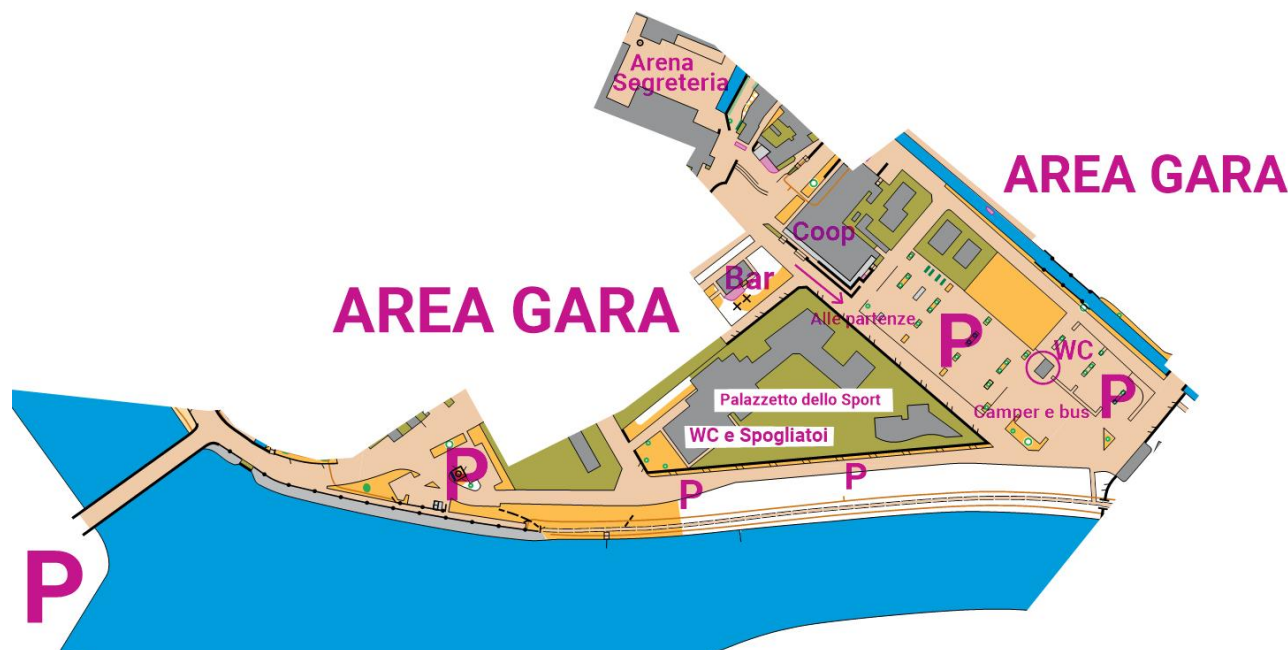 Arena
Segreteria
AREA GARA
Coop
Bar
AREA GARA
Alle partenze
P
WC
P
Camper e bus
Palazzetto dello Sport
WC e Spogliatoi
P
P
P
P